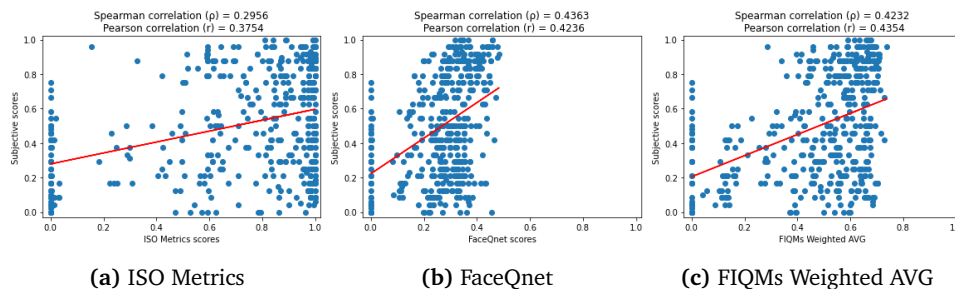 Spearman correlation (ρ) = 0.2956
Pearson correlation (r) = 0.3754
Subjective scores
1.0
0.8
0.6
0.4
0.2
0.0
0.0 0.2 0.4 0.6 0.8 1.0
ISO Metrics scores
(a) ISO Metrics
Spearman correlation (ρ) = 0.4363
Pearson correlation (r) = 0.4236
Subjective scores
1.0
0.8
0.6
0.4
0.2
0.0
0.0 0.2 0.4 0.6 0.8 1.0
FaceQnet scores
(b) FaceQnet
Spearman correlation (ρ) = 0.4232
Pearson correlation (r) = 0.4354
Subjective scores
1.0
0.8
0.6
0.4
0.2
0.0
0.0 0.2 0.4 0.6 0.8
FIQMs Weighted AVG
(c) FIQMs Weighted AVG